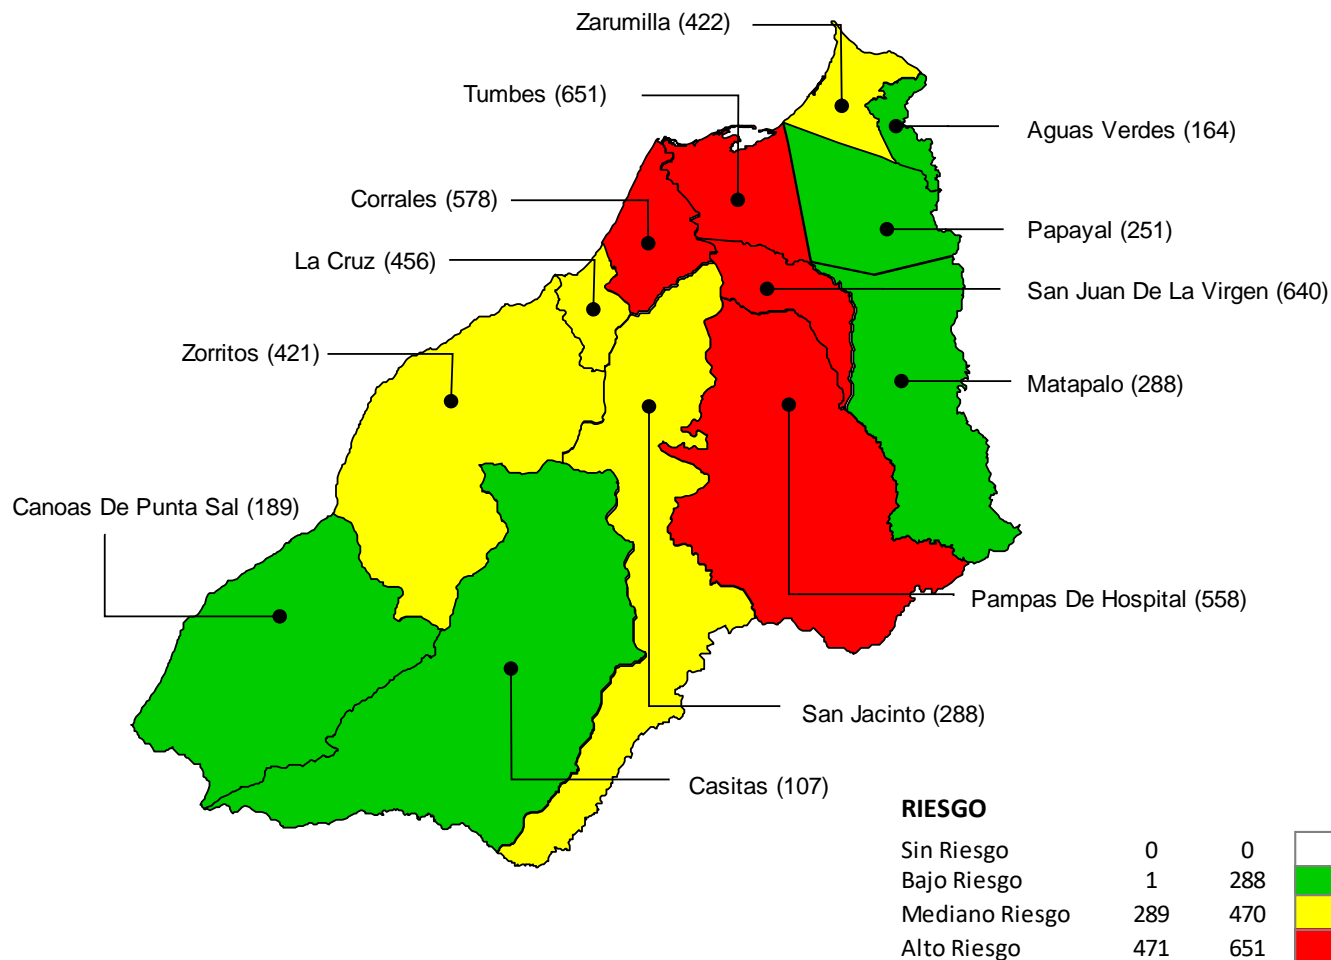 Zarumilla (422)
Tumbes (651)
Aguas Verdes (164)
Corrales (578)
Papayal (251)
La Cruz (456)
San Juan De La Virgen (640)
Zorritos (421)
Matapalo (288)
Canoas De Punta Sal (189)
Pampas De Hospital (558)
San Jacinto (288)
Casitas (107)
RIESGO
Sin Riesgo 0 0
Bajo Riesgo 1 288
Mediano Riesgo 289 470
Alto Riesgo 471 651